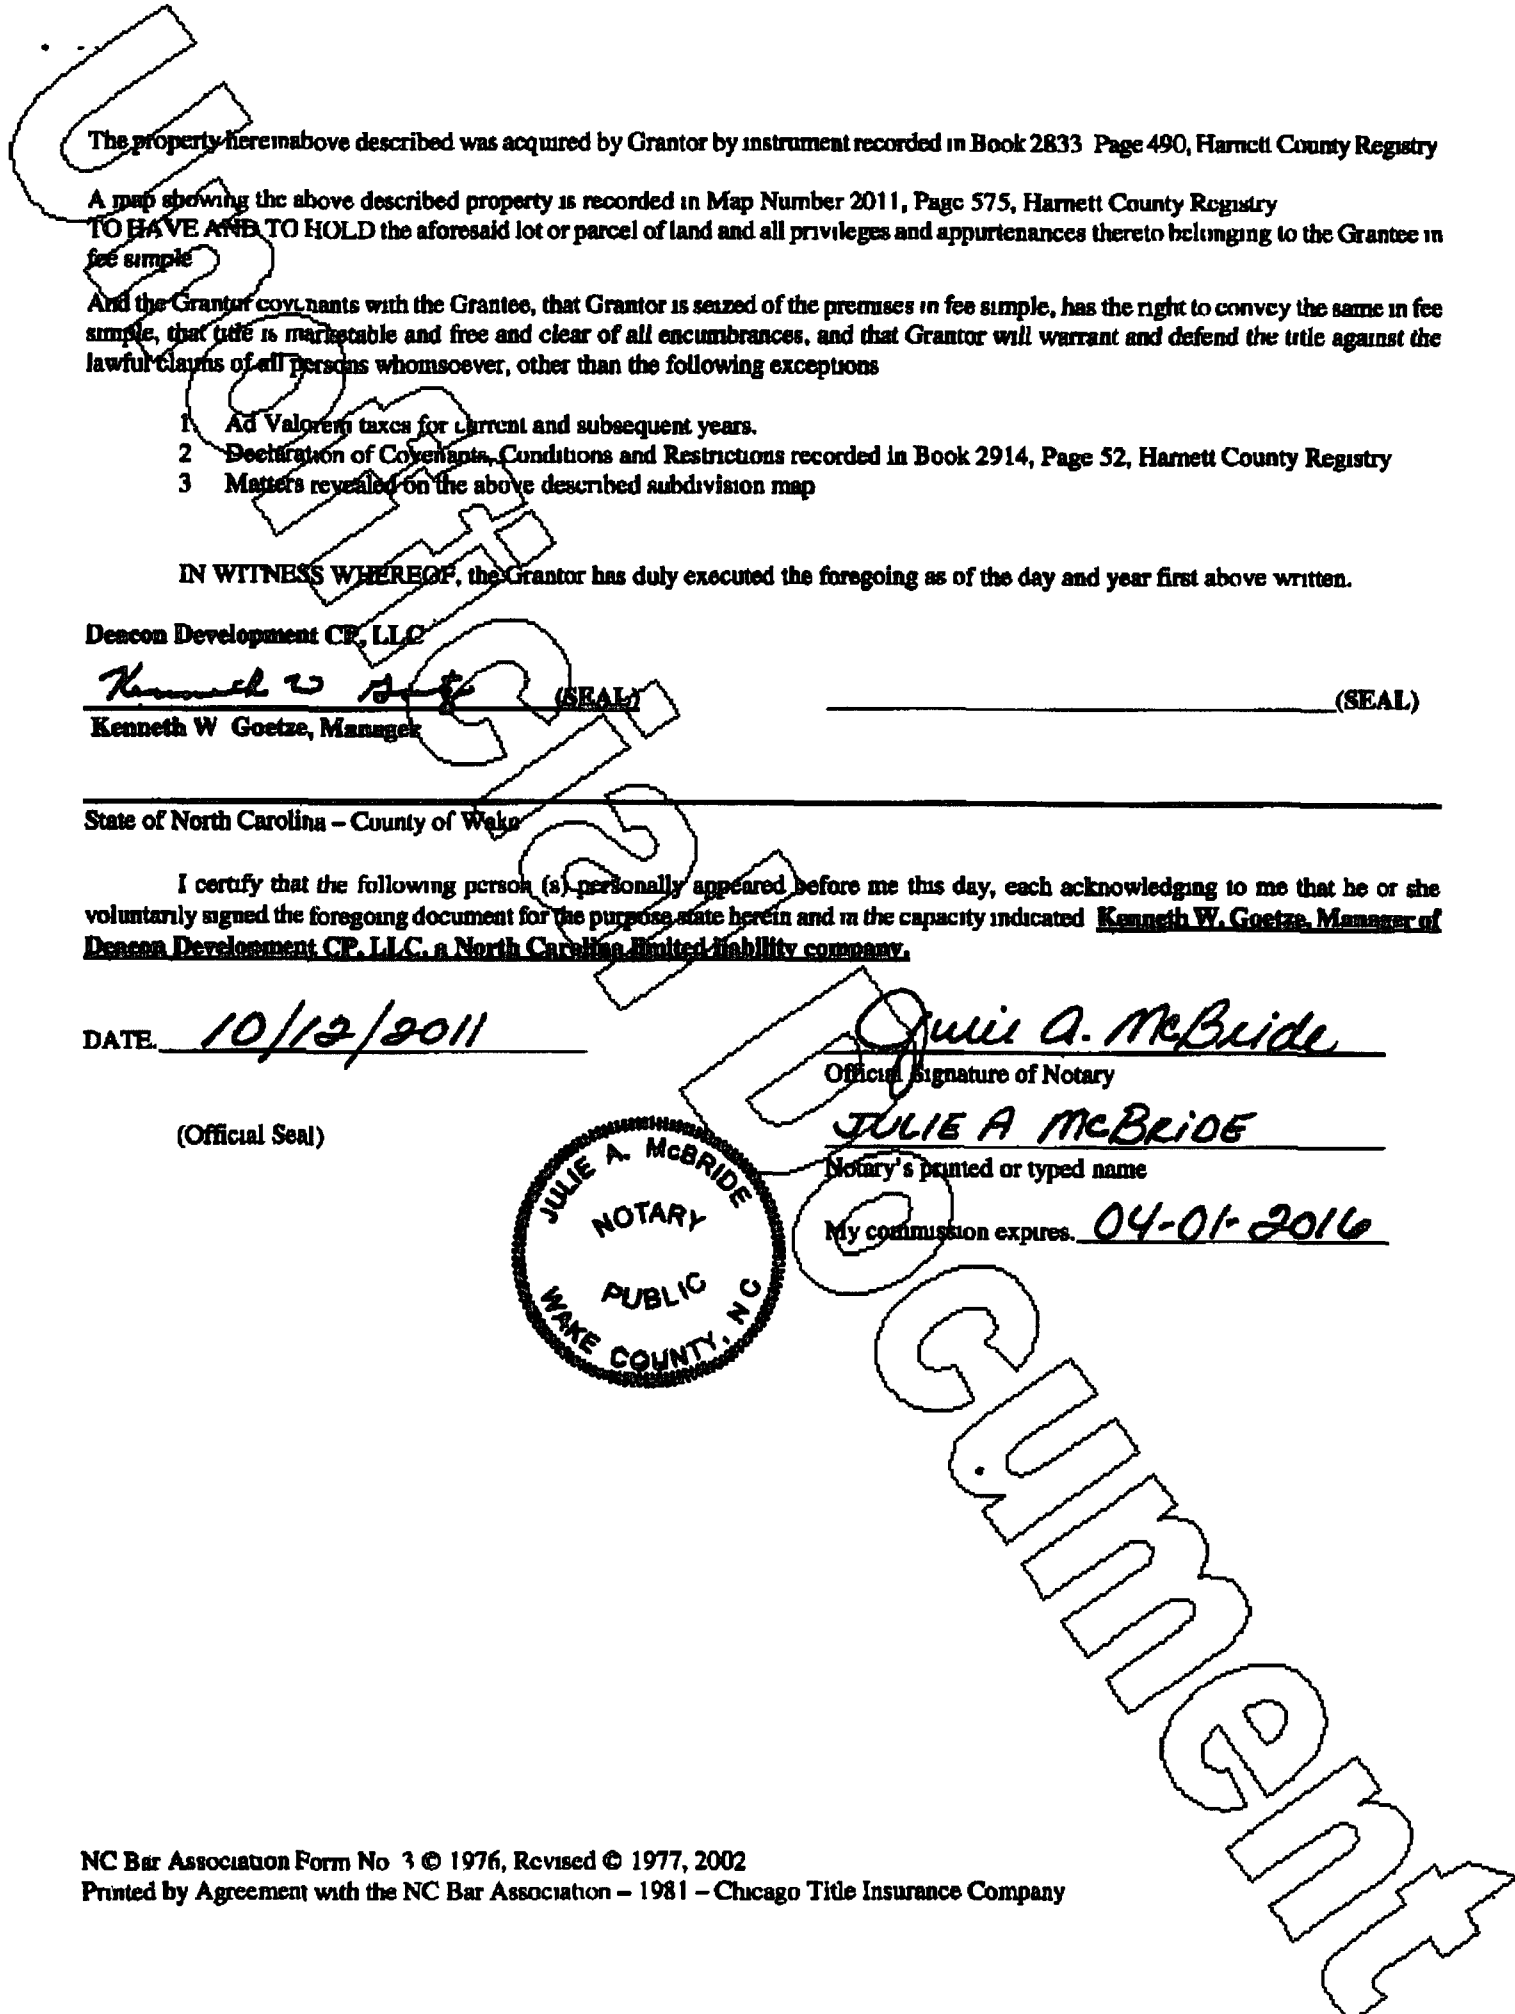 The property hereinabove described was acquired by Grantor by instrument recorded in Book 2833 Page 490, Harnett County Registry
A map showing the above described property is recorded in Map Number 2011, Page 575, Harnett County Registry
TO HAVE AND TO HOLD the aforesaid lot or parcel of land and all privileges and appurtenances thereto belonging to the Grantee in
fee simple
And the Grantor covenants with the Grantee, that Grantor is seized of the premises in fee simple, has the right to convey the same in fee
simple, that title is marketable and free and clear of all encumbrances, and that Grantor will warrant and defend the title against the
lawful claims of all persons whomsoever, other than the following exceptions
1 Ad Valorem taxes for current and subsequent years.
2 Declaration of Covenants, Conditions and Restrictions recorded in Book 2914, Page 52, Harnett County Registry
3 Matters revealed on the above described subdivision map
IN WITNESS WHEREOF, the Grantor has duly executed the foregoing as of the day and year first above written.
Deacon Development CP, LLC
Kenneth W Goetze (SEAL) (SEAL)
Kenneth W Goetze, Manager
State of North Carolina – County of Wake
I certify that the following person (s) personally appeared before me this day, each acknowledging to me that he or she
voluntarily signed the foregoing document for the purpose state herein and in the capacity indicated Kenneth W. Goetze, Manager of
Deacon Development CP, LLC, a North Carolina limited liability company.
DATE. 10/12/2011 Julie A. McBride
Official Signature of Notary
(Official Seal) JULIE A McBRIDE
Notary's printed or typed name
My commission expires. 04-01-2016
JULIE A. McBRIDE
NOTARY
PUBLIC
WAKE COUNTY, NC
NC Bar Association Form No 3 © 1976, Revised © 1977, 2002
Printed by Agreement with the NC Bar Association – 1981 – Chicago Title Insurance Company
Unofficial Document